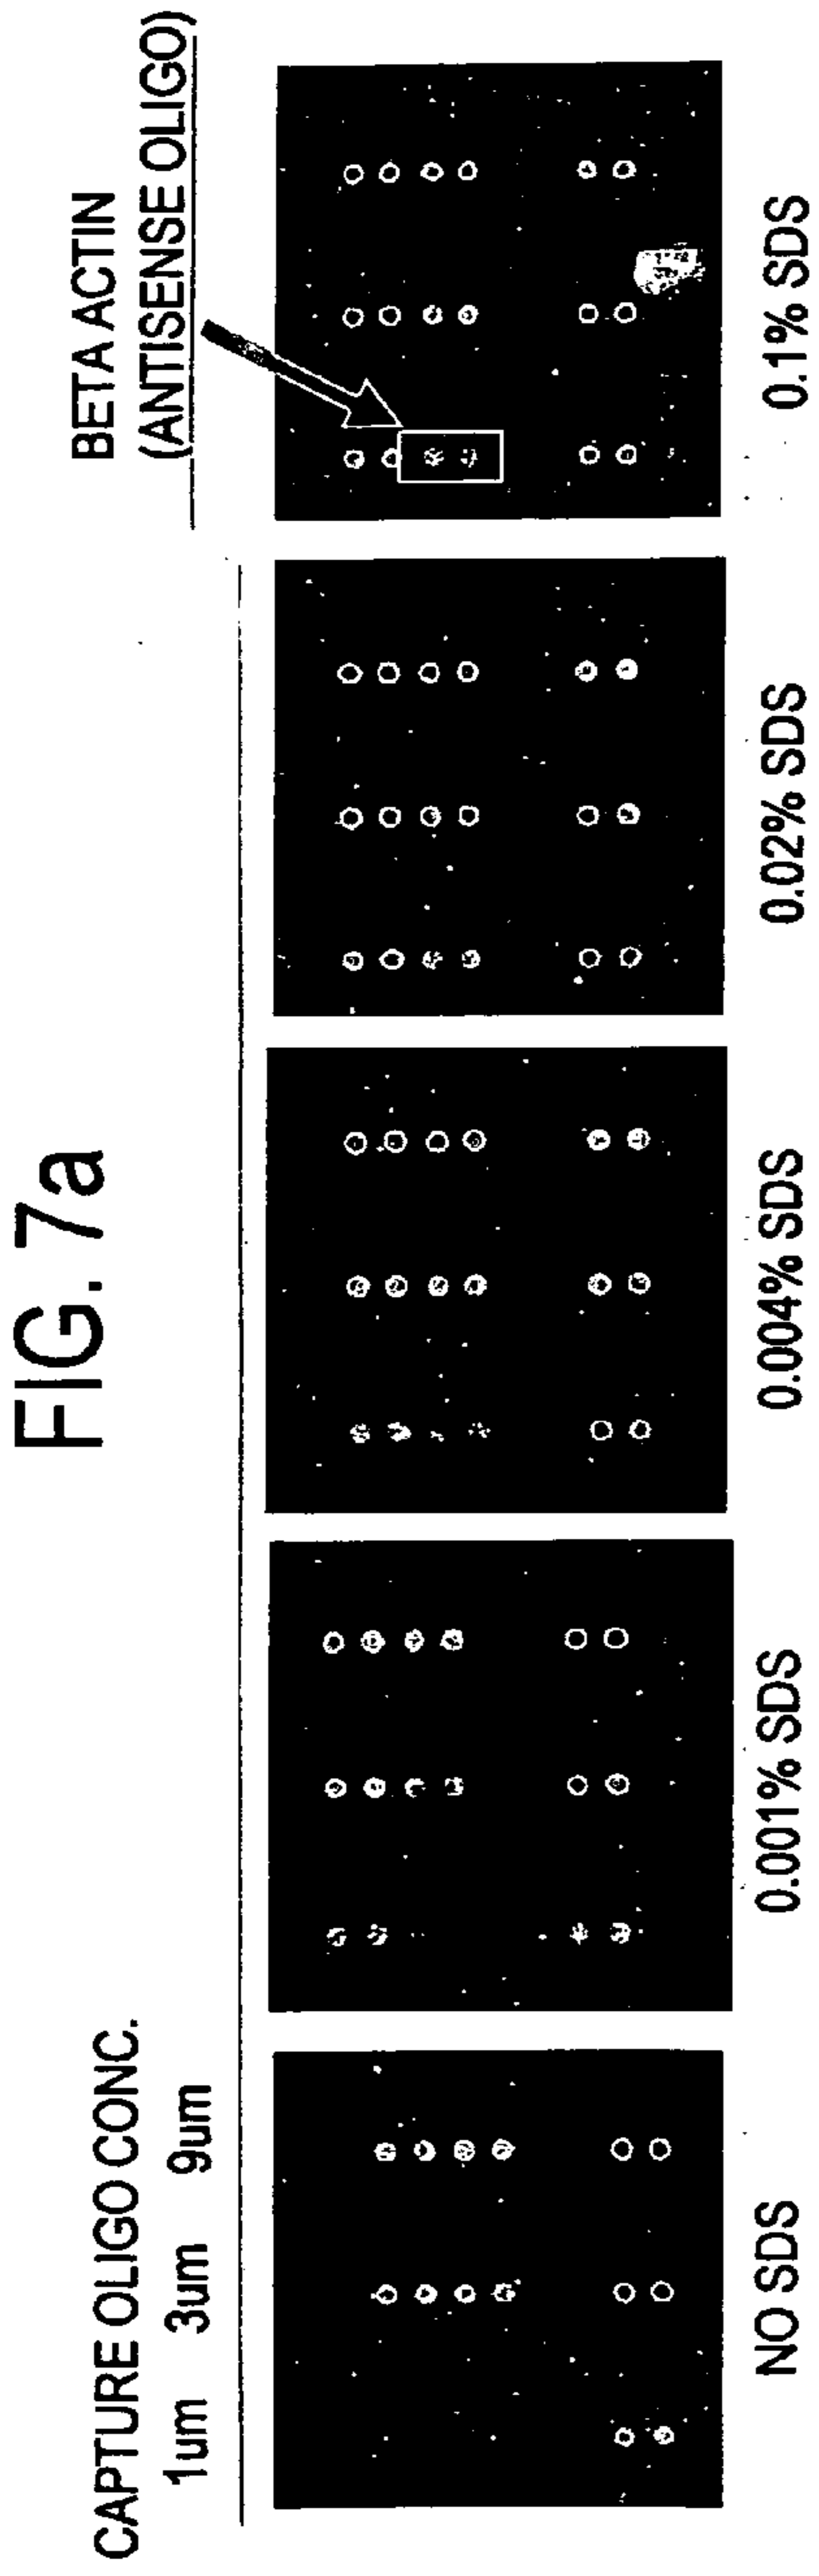 FIG. 7a
CAPTURE OLIGO CONC.
1um 3um 9um
BETA ACTIN
(ANTISENSE OLIGO)
NO SDS
0.001% SDS
0.004% SDS
0.02% SDS
0.1% SDS